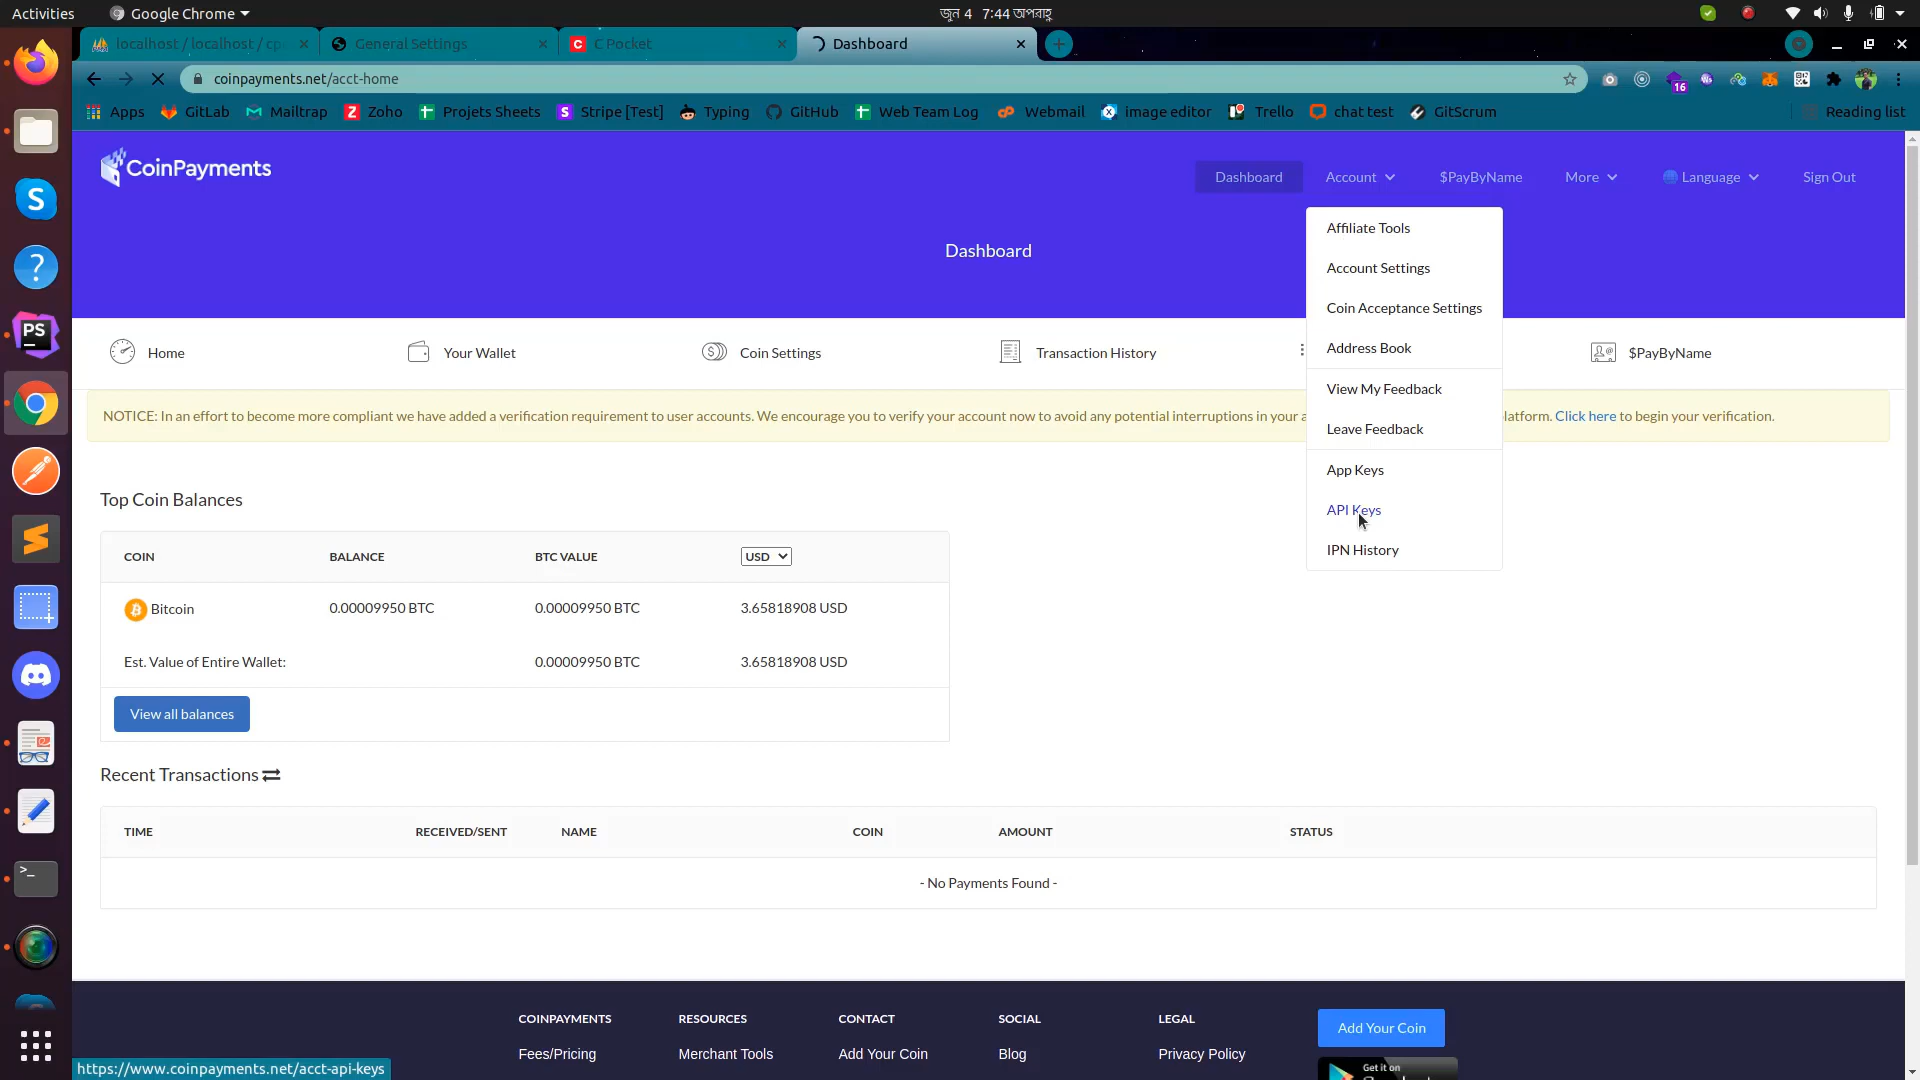 Activities
Google Chrome
জুন 4 7:44 অপরাহ্ণ
localhost / localhost / cp
General Settings
C Pocket
Dashboard
coinpayments.net/acct-home
16
Apps
GitLab
Mailtrap
Zoho
Projets Sheets
Stripe [Test]
Typing
GitHub
Web Team Log
Webmail
image editor
Trello
chat test
GitScrum
Reading list
CoinPayments
Dashboard
Account
$PayByName
More
Language
Sign Out
Dashboard
Affiliate Tools
Account Settings
Coin Acceptance Settings
Address Book
View My Feedback
Leave Feedback
App Keys
API Keys
IPN History
Home
Your Wallet
Coin Settings
Transaction History
$PayByName
NOTICE: In an effort to become more compliant we have added a verification requirement to user accounts. We encourage you to verify your account now to avoid any potential interruptions in your a latform. Click here to begin your verification.
Top Coin Balances
COIN BALANCE BTC VALUE USD
Bitcoin 0.00009950 BTC 0.00009950 BTC 3.65818908 USD
Est. Value of Entire Wallet: 0.00009950 BTC 3.65818908 USD
View all balances
Recent Transactions
TIME RECEIVED/SENT NAME COIN AMOUNT STATUS
- No Payments Found -
COINPAYMENTS
RESOURCES
CONTACT
SOCIAL
LEGAL
Add Your Coin
Fees/Pricing
Merchant Tools
Add Your Coin
Blog
Privacy Policy
Get it on
https://www.coinpayments.net/acct-api-keys